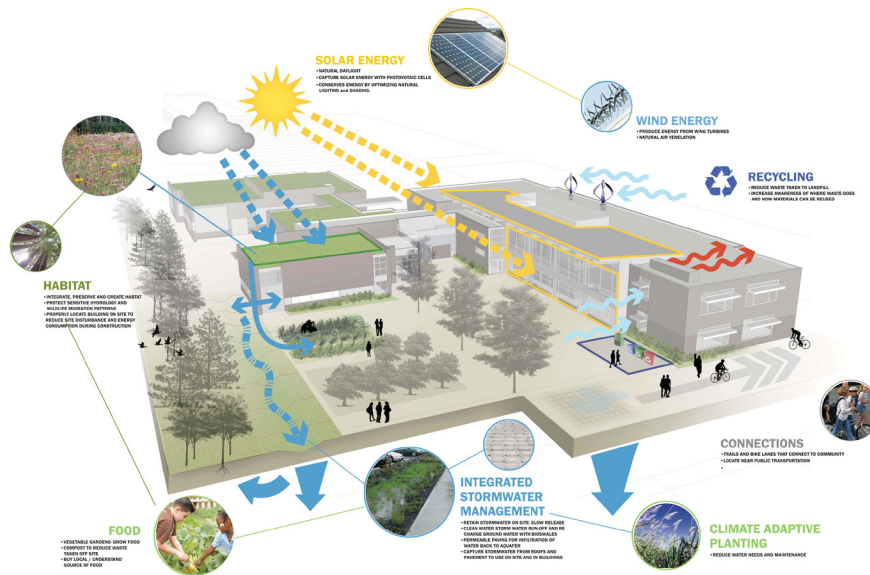 SOLAR ENERGY
• NATURAL DAYLIGHT
• CAPTURE SOLAR ENERGY WITH PHOTOVOTAIC CELLS
• CONSERVES ENERGY BY OPTIMIZING NATURAL
LIGHTING and SHADING.
WIND ENERGY
• PRODUCE ENERGY FROM WING TURBINES
• NATURAL AIR VENELATION
RECYCLING
• REDUCE WASTE TAKEN TO LANDFILL
• INCREASE AWARENESS OF WHERE WASTE GOES
AND HOW MATERIALS CAN BE REUSED
HABITAT
• INTEGRATE, PRESERVE AND CREATE HABITAT
• PROTECT SENSITIVE HYDROLOGY AND
WILDLIFE MIGRATION PATTERNS
• PROPERLY LOCATE BUILDING ON SITE TO
REDUCE SITE DISTURBANCE AND ENERGY
CONSUMPTION DURING CONSTRUCTION
CONNECTIONS
• TRAILS AND BIKE LANES THAT CONNECT TO COMMUNITY
• LOCATE NEAR PUBLIC TRANSPORTATION
•
INTEGRATED
STORMWATER
MANAGEMENT
• RETAIN STORMWATER ON SITE-SLOW RELEASE
• CLEAN WATER STORM WATER RUN-OFF AND RE
CHARGE GROUND WATER WITH BIOSWALES
• PERMEABLE PAVING FOR INFILTRATION OF
WATER BACK TO AQUAFER
• CAPTURE STORMWATER FROM ROOFS AND
PAVEMENT TO USE ON SITE AND IN BUILDINGS
FOOD
• VEGETABLE GARDENS- GROW FOOD
• COMPOST TO REDUCE WASTE
TAKEN OFF SITE
• BUY LOCAL / UNDERSTAND
SOURCE OF FOOD
CLIMATE ADAPTIVE
PLANTING
• REDUCE WATER NEEDS AND MAINTENANCE